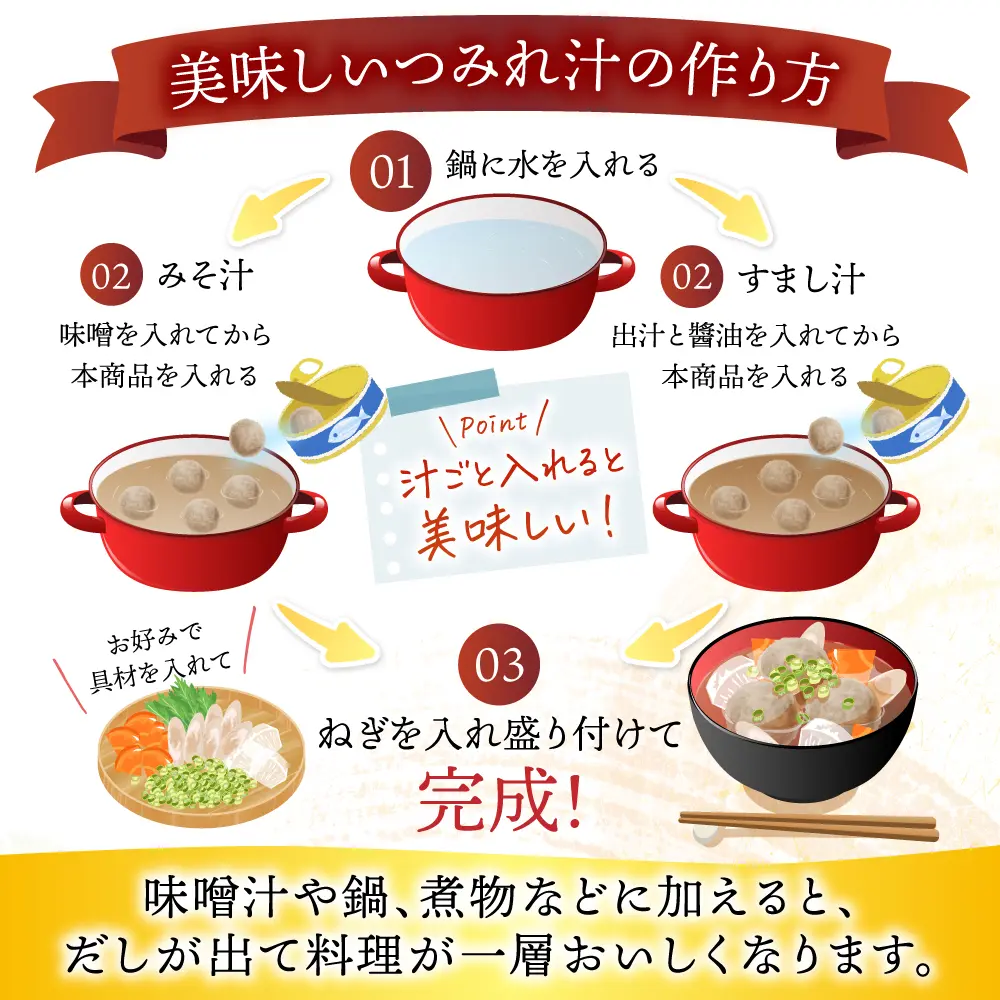 美味しいつみれ汁の作り方
01 鍋に水を入れる
02 みそ汁
味噌を入れてから
本商品を入れる
02 すまし汁
出汁と醬油を入れてから
本商品を入れる
Point
汁ごと入れると
美味しい!
お好みで
具材を入れて
03
ねぎを入れ盛り付けて
完成!
味噌汁や鍋、煮物などに加えると、
だしが出て料理が一層おいしくなります。